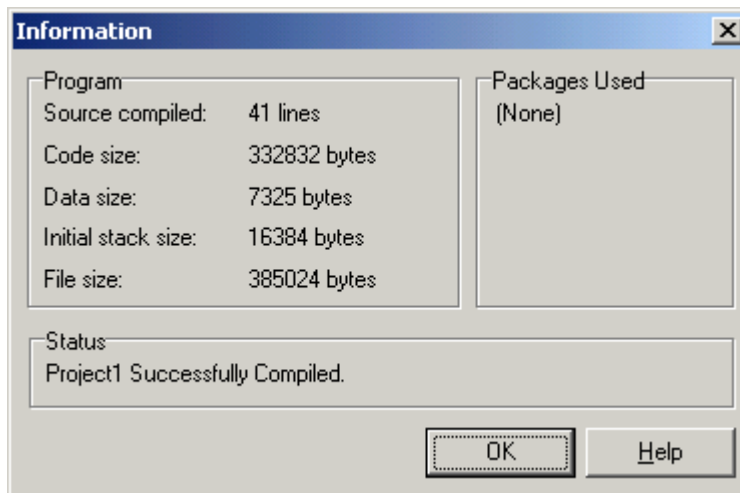 Information
Program
Source compiled: 41 lines
Code size: 332832 bytes
Data size: 7325 bytes
Initial stack size: 16384 bytes
File size: 385024 bytes
Packages Used
(None)
Status
Project1 Successfully Compiled.
OK
Help